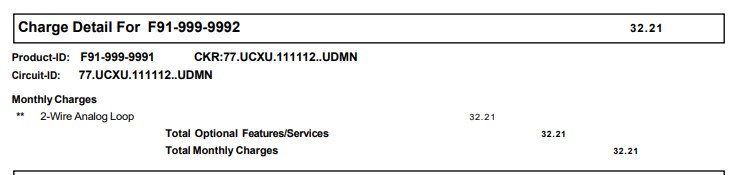 Charge Detail For F91-999-9992 32.21
Product-ID: F91-999-9991 CKR:77.UCXU.111112..UDMN
Circuit-ID: 77.UCXU.111112..UDMN
Monthly Charges
** 2-Wire Analog Loop 32.21
Total Optional Features/Services 32.21
Total Monthly Charges 32.21